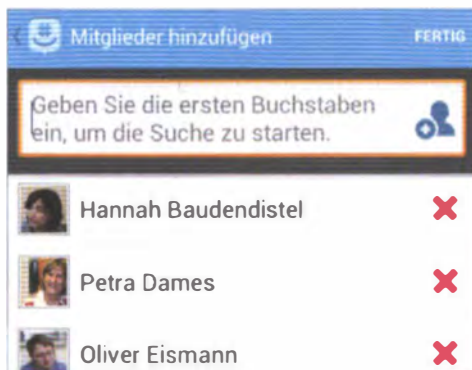 Mitglieder hinzufügen FERTIG
Geben Sie die ersten Buchstaben
ein, um die Suche zu starten.
Hannah Baudendistel
Petra Dames
Oliver Eismann